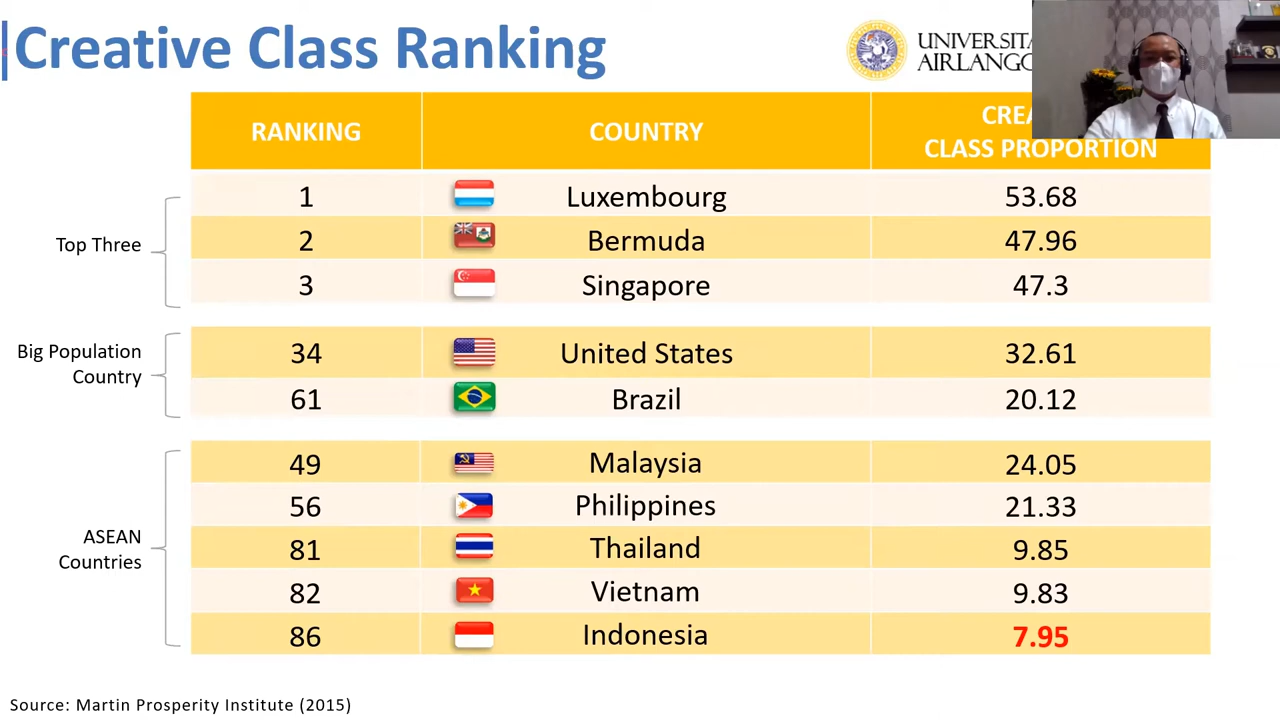 Creative Class Ranking
UNIVERSITA
AIRLANGO
RANKING
COUNTRY
CREA
CLASS PROPORTION
Top Three
1 Luxembourg 53.68
2 Bermuda 47.96
3 Singapore 47.3
Big Population
Country
34 United States 32.61
61 Brazil 20.12
ASEAN
Countries
49 Malaysia 24.05
56 Philippines 21.33
81 Thailand 9.85
82 Vietnam 9.83
86 Indonesia 7.95
Source: Martin Prosperity Institute (2015)